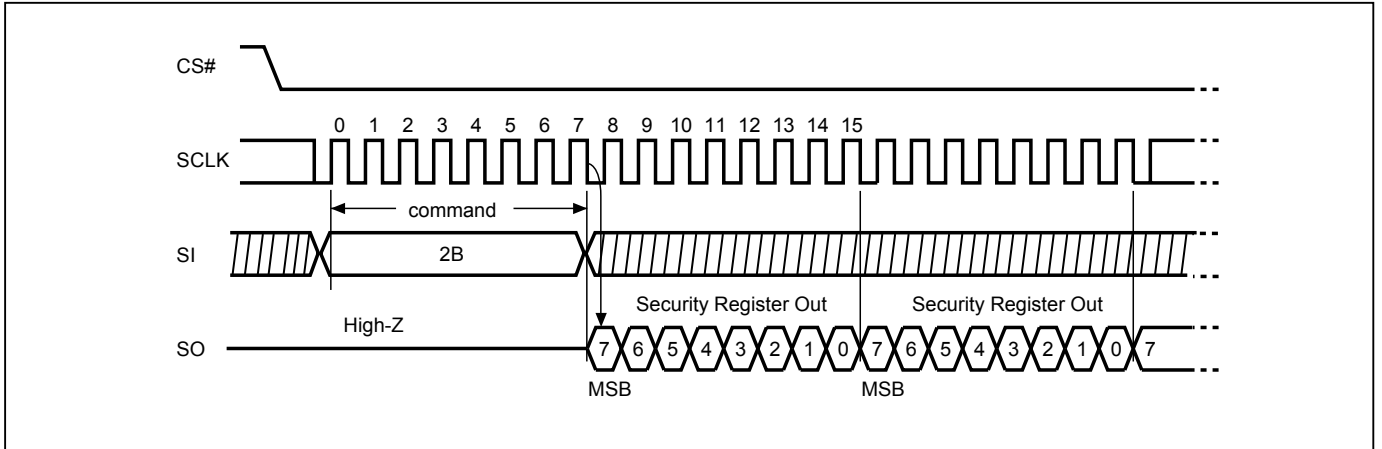 CS#
0 1 2 3 4 5 6 7 8 9 10 11 12 13 14 15
SCLK
command
SI
2B
Security Register Out Security Register Out
High-Z
SO
7 6 5 4 3 2 1 0 7 6 5 4 3 2 1 0 7
MSB MSB